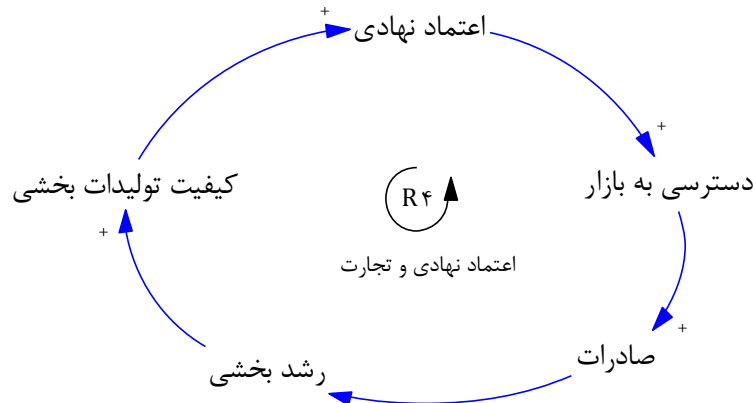 +
اعتماد نهادی
+
دسترسی به بازار
+
صادرات
رشد بخشی
+
کیفیت تولیدات بخشی
R۴
اعتماد نهادی و تجارت